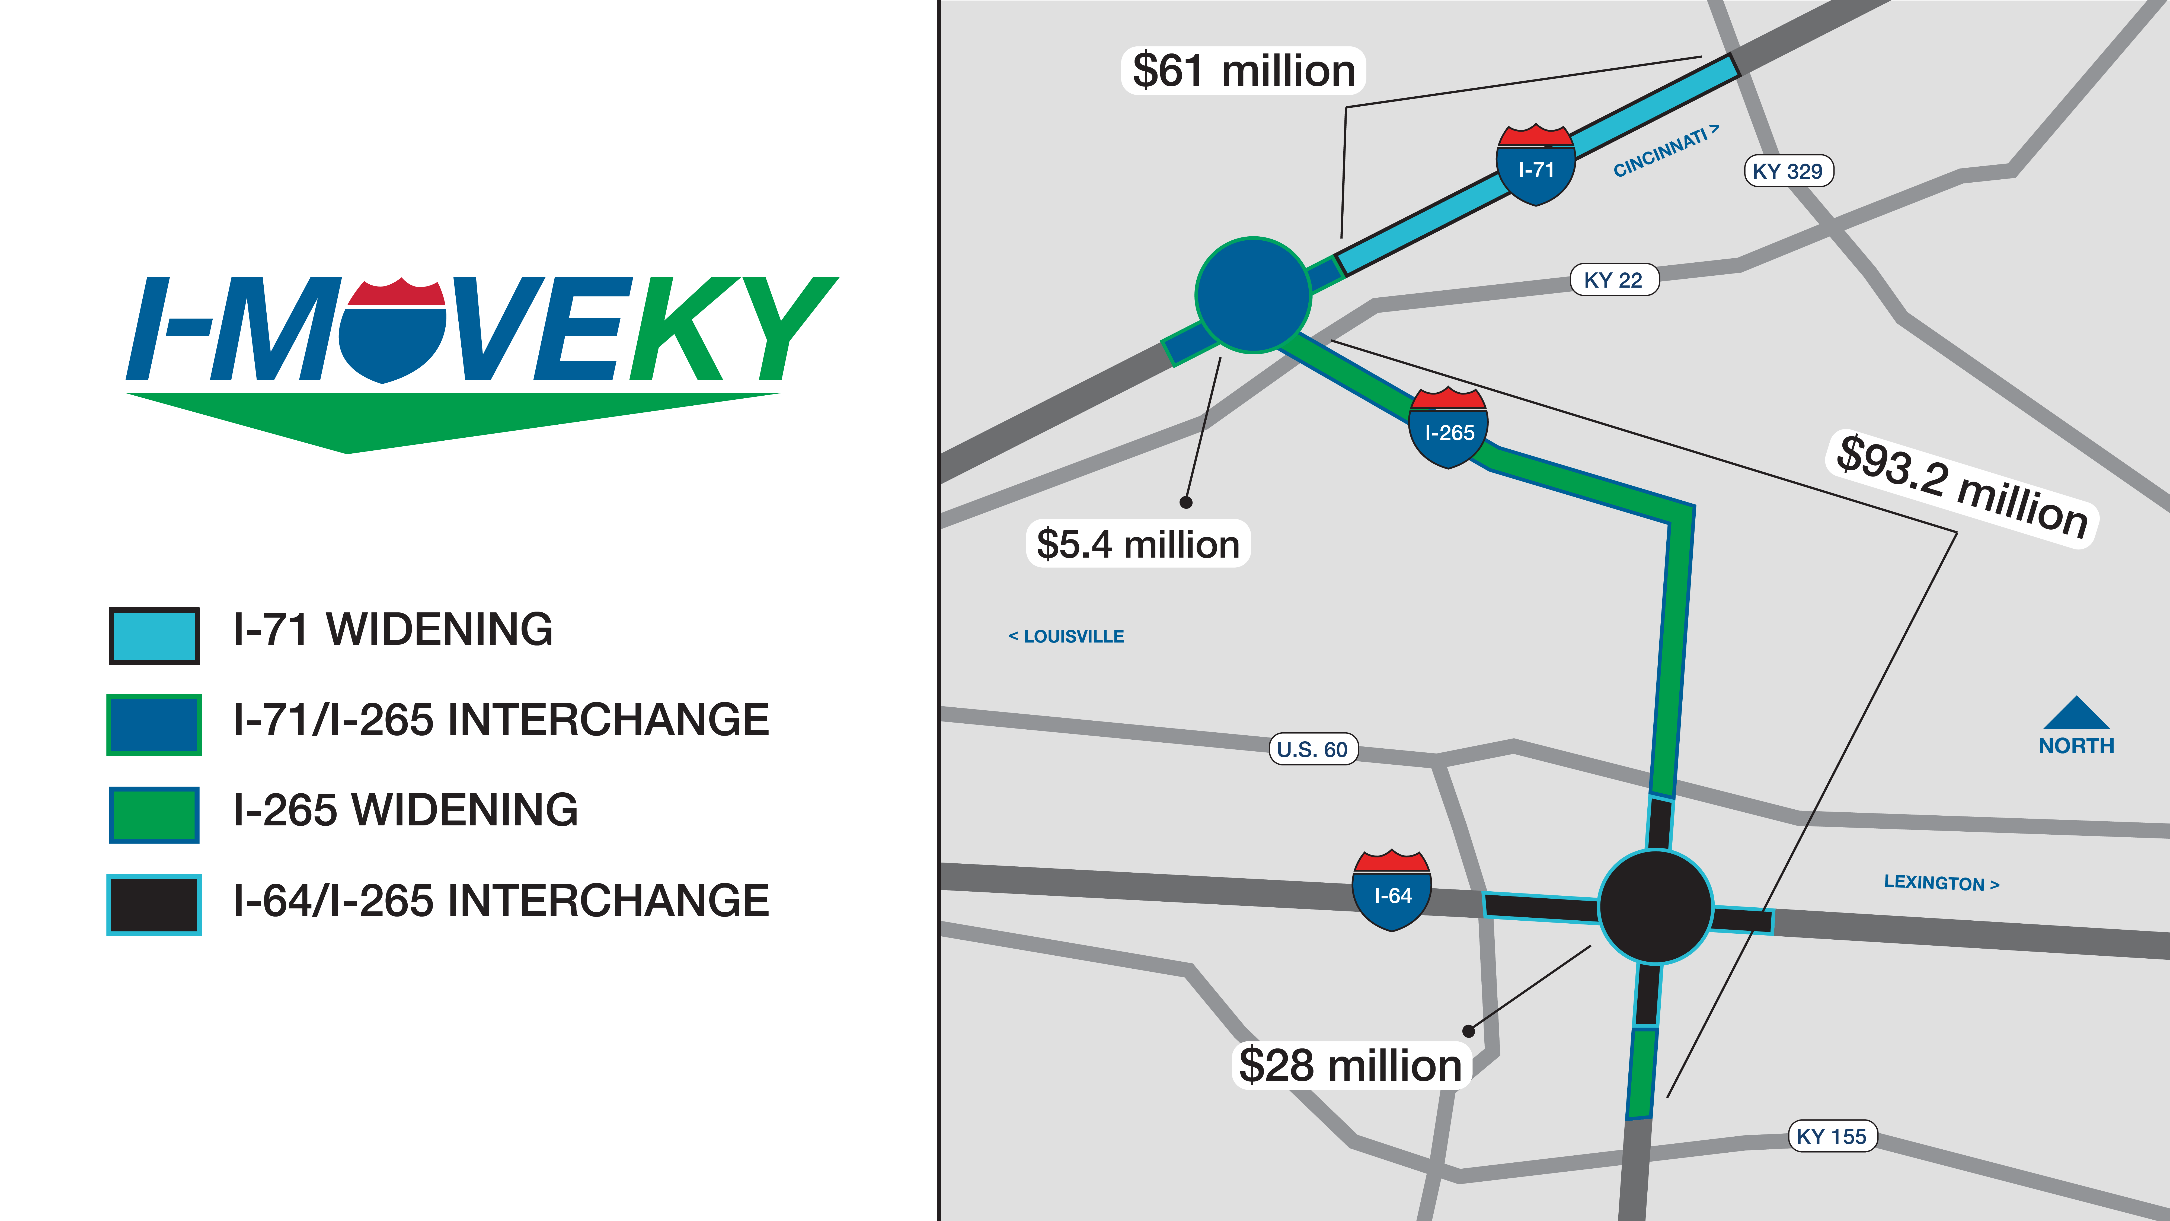 I-MOVEKY
I-71 WIDENING
I-71/I-265 INTERCHANGE
I-265 WIDENING
I-64/I-265 INTERCHANGE
$61 million
I-71
CINCINNATI >
KY 329
KY 22
I-265
$93.2 million
$5.4 million
< LOUISVILLE
U.S. 60
NORTH
I-64
LEXINGTON >
$28 million
KY 155